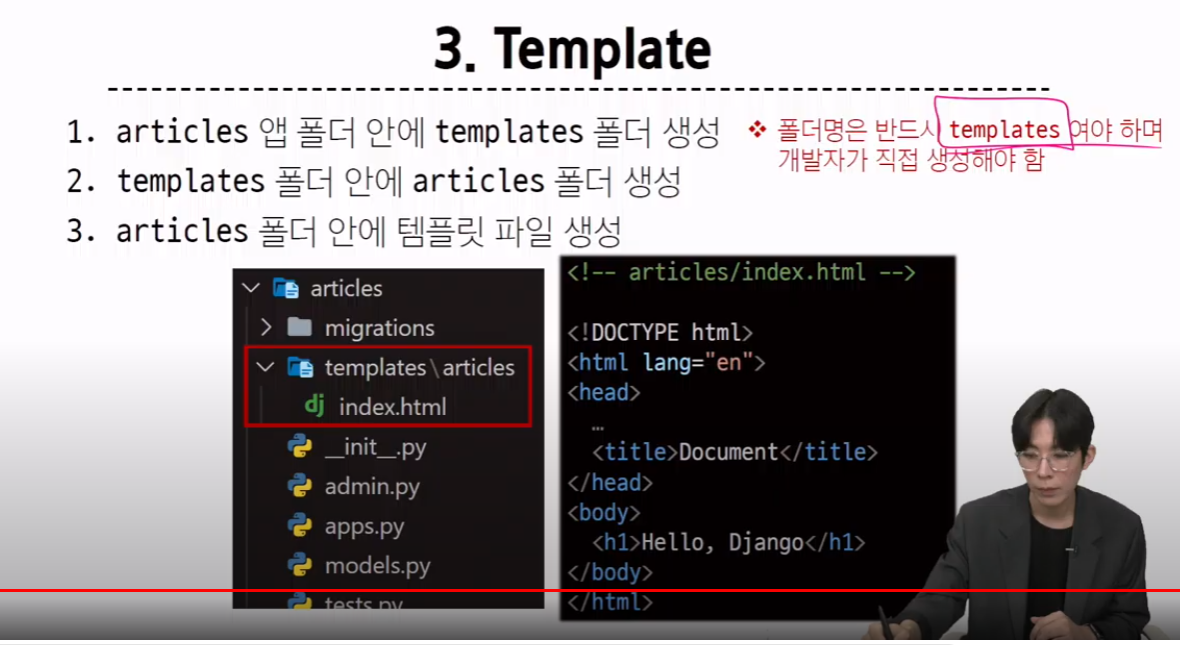 3. Template
1. articles 앱 폴더 안에 templates 폴더 생성
❖ 폴더명은 반드시 templates 여야 하며
개발자가 직접 생성해야 함
2. templates 폴더 안에 articles 폴더 생성
3. articles 폴더 안에 템플릿 파일 생성
articles
migrations
templates\articles
dj index.html
__init__.py
admin.py
apps.py
models.py
tests.py
<!-- articles/index.html -->
<!DOCTYPE html>
<html lang="en">
<head>
…
<title>Document</title>
</head>
<body>
<h1>Hello, Django</h1>
</body>
</html>